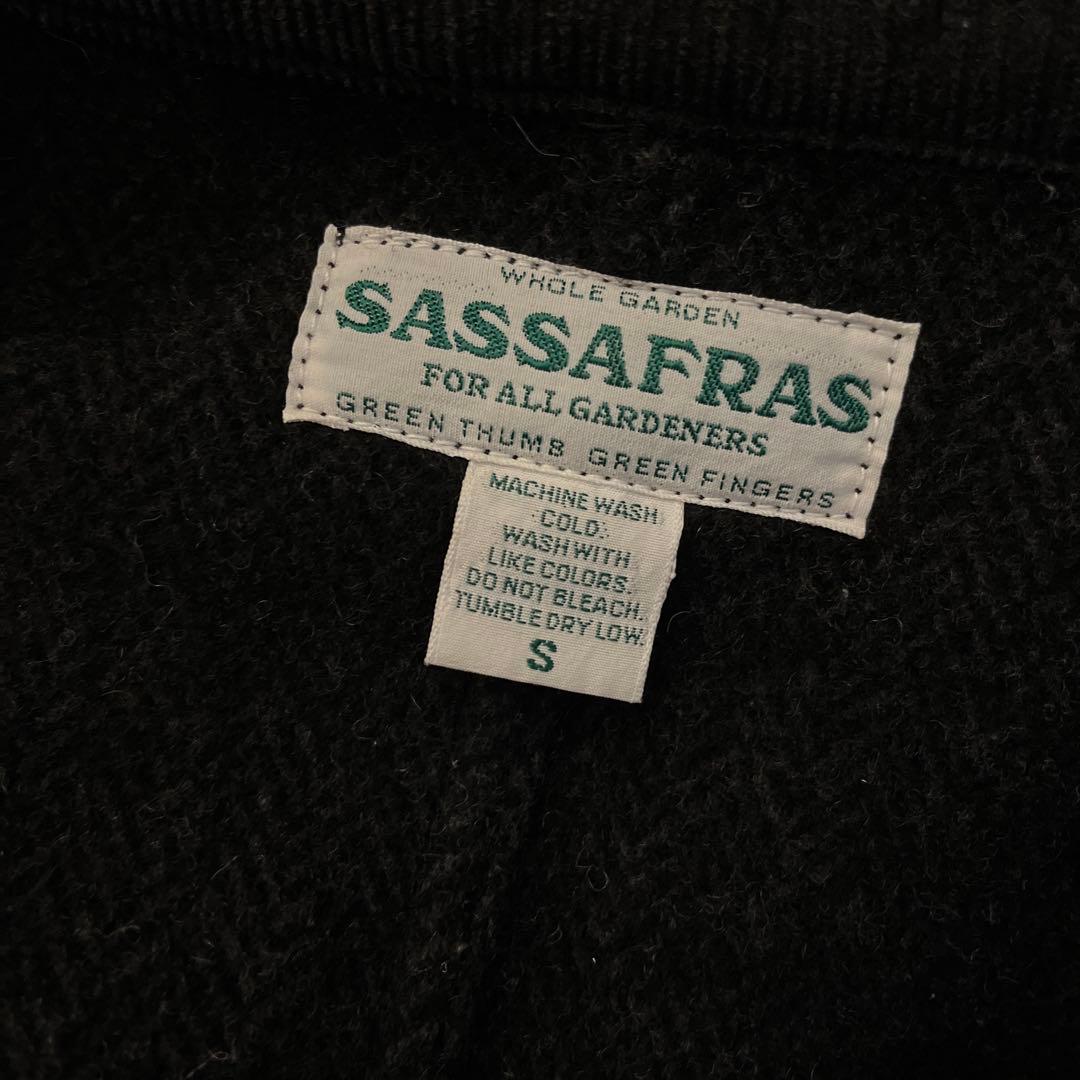 WHOLE GARDEN
SASSAFRAS
FOR ALL GARDENERS
GREEN THUMB GREEN FINGERS
MACHINE WASH
COLD:
WASH WITH
LIKE COLORS.
DO NOT BLEACH.
TUMBLE DRY LOW.
S